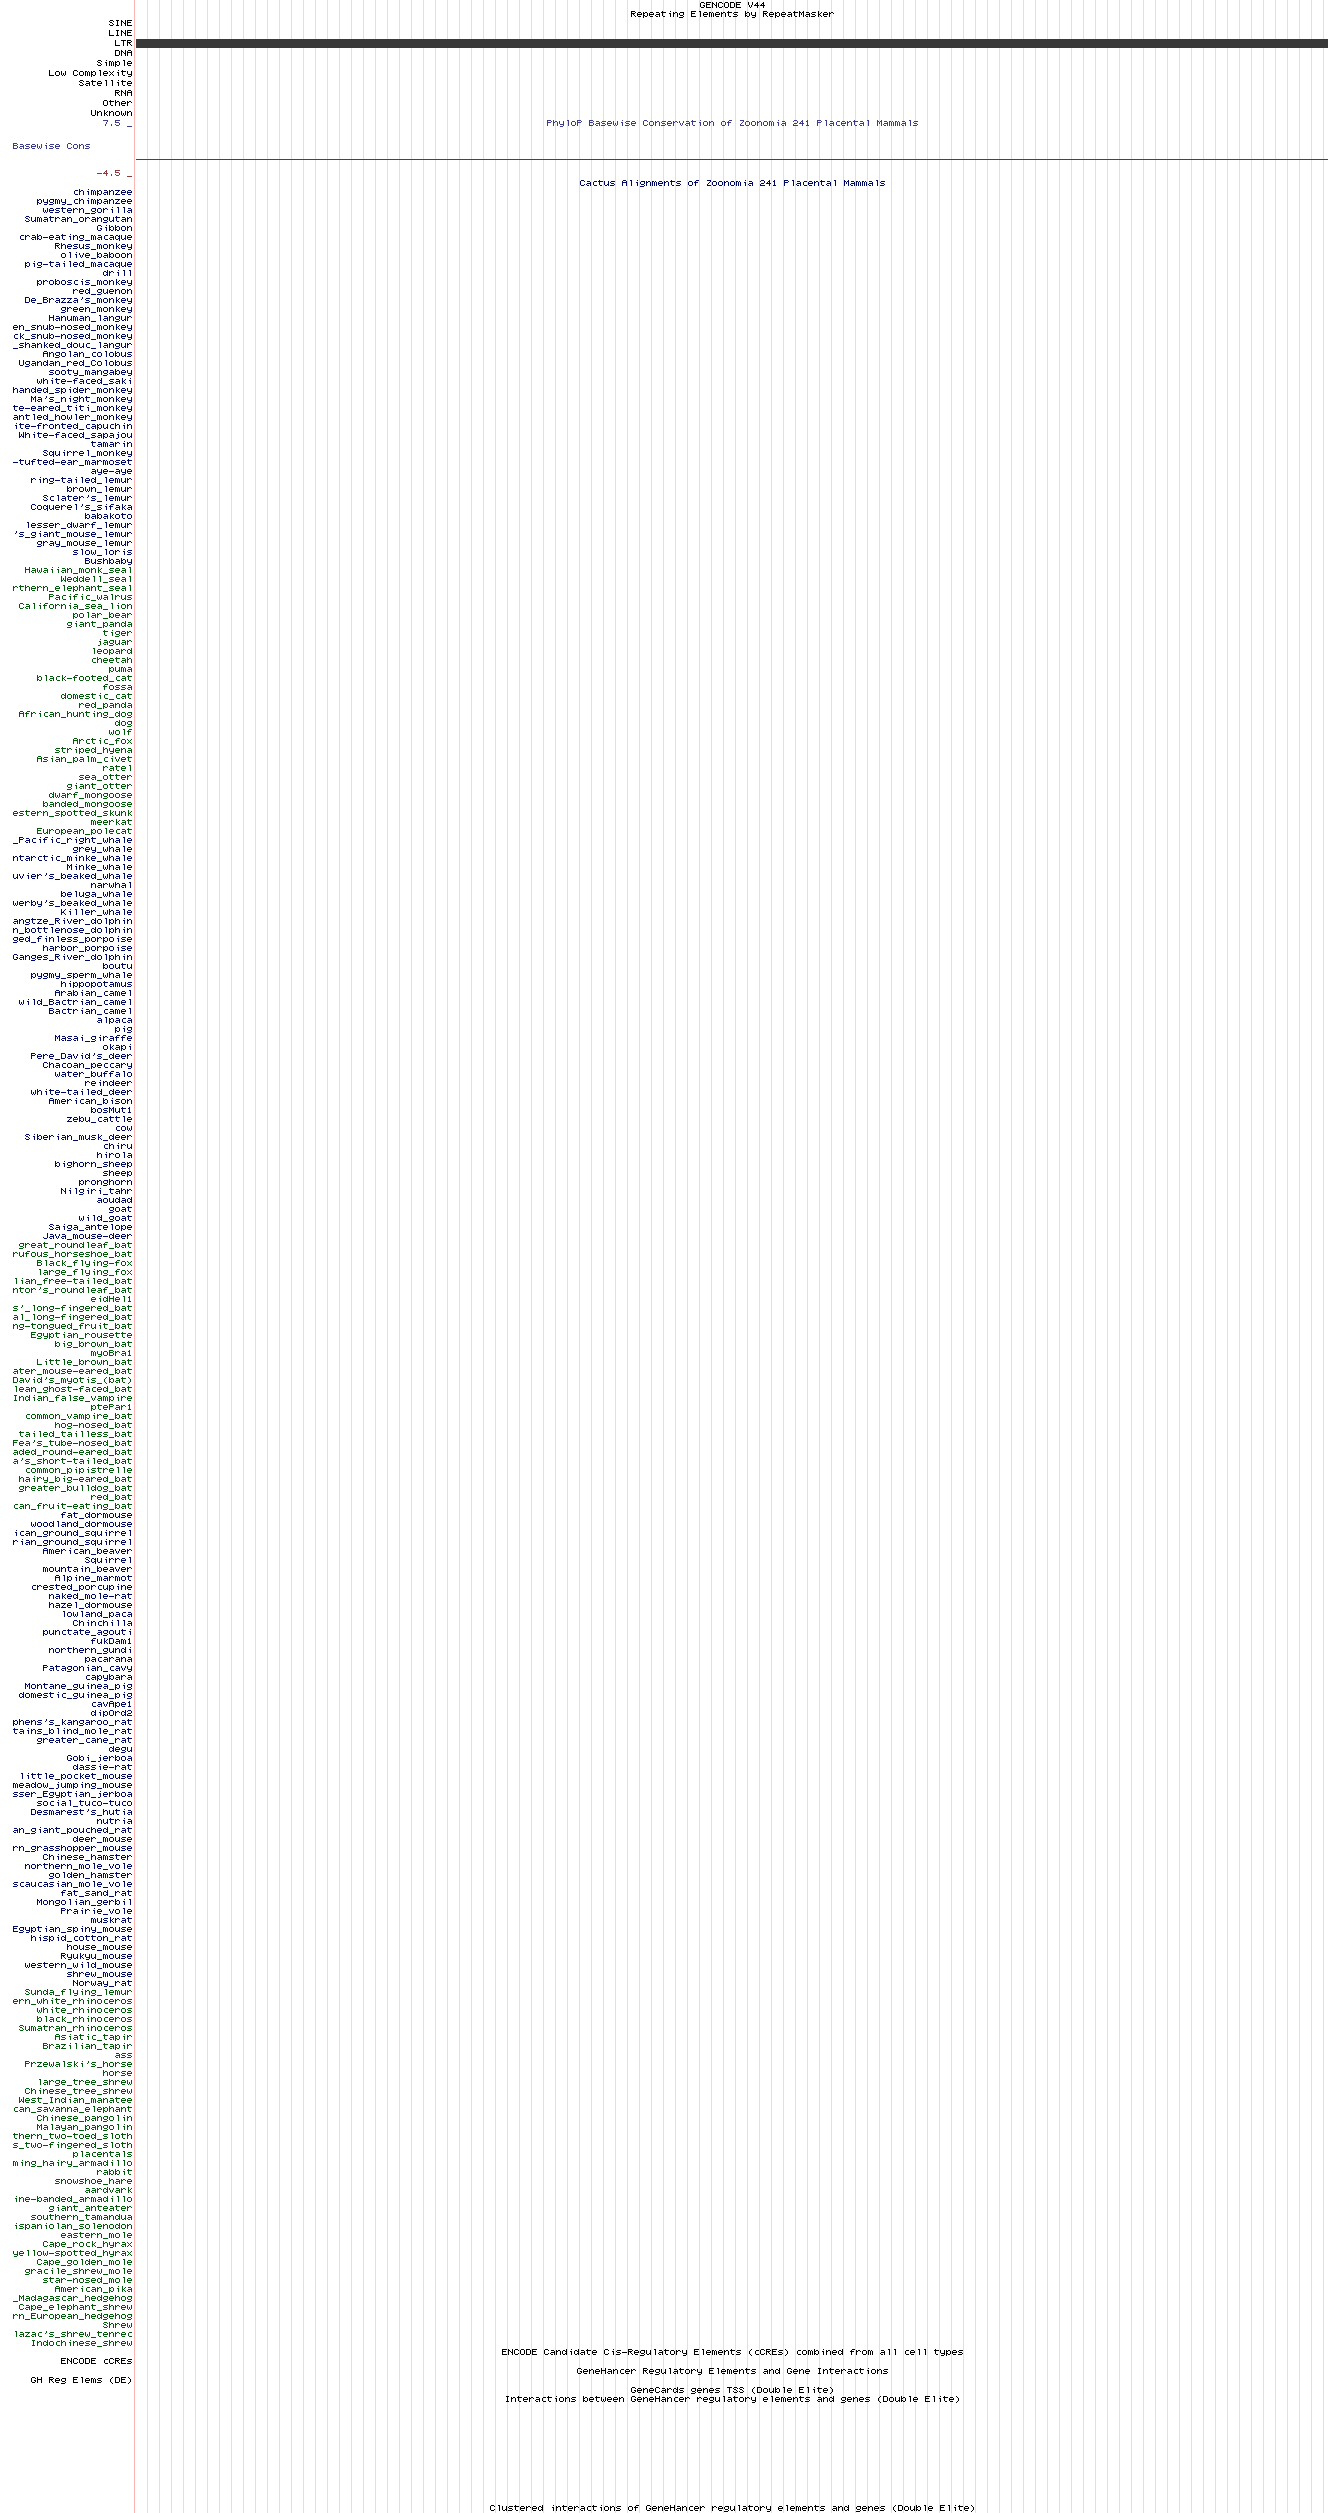 GENCODE V44
Repeating Elements by RepeatMasker
SINE
LINE
LTR
DNA
Simple
Low Complexity
Satellite
RNA
Other
Unknown
7.5 _
PhyloP Basewise Conservation of Zoonomia 241 Placental Mammals
Basewise Cons
-4.5 _
Cactus Alignments of Zoonomia 241 Placental Mammals
chimpanzee
pygmy_chimpanzee
western_gorilla
Sumatran_orangutan
Gibbon
crab-eating_macaque
Rhesus_monkey
olive_baboon
pig-tailed_macaque
drill
proboscis_monkey
red_guenon
De_Brazza's_monkey
green_monkey
Hanuman_langur
en_snub-nosed_monkey
ck_snub-nosed_monkey
_shanked_douc_langur
Angolan_colobus
Ugandan_red_Colobus
sooty_mangabey
white-faced_saki
handed_spider_monkey
Ma's_night_monkey
te-eared_titi_monkey
antled_howler_monkey
ite-fronted_capuchin
White-faced_sapajou
tamarin
Squirrel_monkey
-tufted-ear_marmoset
aye-aye
ring-tailed_lemur
brown_lemur
Sclater's_lemur
Coquerel's_sifaka
babakoto
lesser_dwarf_lemur
's_giant_mouse_lemur
gray_mouse_lemur
slow_loris
Bushbaby
Hawaiian_monk_seal
Weddell_seal
rthern_elephant_seal
Pacific_walrus
California_sea_lion
polar_bear
giant_panda
tiger
jaguar
leopard
cheetah
puma
black-footed_cat
fossa
domestic_cat
red_panda
African_hunting_dog
dog
wolf
Arctic_fox
striped_hyena
Asian_palm_civet
ratel
sea_otter
giant_otter
dwarf_mongoose
banded_mongoose
estern_spotted_skunk
meerkat
European_polecat
_Pacific_right_whale
grey_whale
ntarctic_minke_whale
Minke_whale
uvier's_beaked_whale
narwhal
beluga_whale
werby's_beaked_whale
Killer_whale
angtze_River_dolphin
n_bottlenose_dolphin
ged_finless_porpoise
harbor_porpoise
Ganges_River_dolphin
boutu
pygmy_sperm_whale
hippopotamus
Arabian_camel
Wild_Bactrian_camel
Bactrian_camel
alpaca
pig
Masai_giraffe
okapi
Pere_David's_deer
Chacoan_peccary
water_buffalo
reindeer
white-tailed_deer
American_bison
bosMut1
zebu_cattle
cow
Siberian_musk_deer
chiru
hirola
bighorn_sheep
sheep
pronghorn
Nilgiri_tahr
aoudad
goat
wild_goat
Saiga_antelope
Java_mouse-deer
great_roundleaf_bat
rufous_horseshoe_bat
Black_flying-fox
large_flying_fox
lian_free-tailed_bat
ntor's_roundleaf_bat
eidHel1
s'_long-fingered_bat
al_long-fingered_bat
ng-tongued_fruit_bat
Egyptian_rousette
big_brown_bat
myoBra1
Little_brown_bat
ater_mouse-eared_bat
David's_myotis_(bat)
lean_ghost-faced_bat
Indian_false_vampire
ptePar1
common_vampire_bat
hog-nosed_bat
tailed_tailless_bat
Fea's_tube-nosed_bat
aded_round-eared_bat
a's_short-tailed_bat
common_pipistrelle
hairy_big-eared_bat
greater_bulldog_bat
red_bat
can_fruit-eating_bat
fat_dormouse
woodland_dormouse
ican_ground_squirrel
rian_ground_squirrel
American_beaver
Squirrel
mountain_beaver
Alpine_marmot
crested_porcupine
naked_mole-rat
hazel_dormouse
lowland_paca
Chinchilla
punctate_agouti
fukDam1
northern_gundi
pacarana
Patagonian_cavy
capybara
Montane_guinea_pig
domestic_guinea_pig
cavApe1
dipOrd2
phens's_kangaroo_rat
tains_blind_mole_rat
greater_cane_rat
degu
Gobi_jerboa
dassie-rat
little_pocket_mouse
meadow_jumping_mouse
sser_Egyptian_jerboa
social_tuco-tuco
Desmarest's_hutia
nutria
an_giant_pouched_rat
deer_mouse
rn_grasshopper_mouse
Chinese_hamster
northern_mole_vole
golden_hamster
scaucasian_mole_vole
fat_sand_rat
Mongolian_gerbil
Prairie_vole
muskrat
Egyptian_spiny_mouse
hispid_cotton_rat
house_mouse
Ryukyu_mouse
western_wild_mouse
shrew_mouse
Norway_rat
Sunda_flying_lemur
ern_white_rhinoceros
white_rhinoceros
black_rhinoceros
Sumatran_rhinoceros
Asiatic_tapir
Brazilian_tapir
ass
Przewalski's_horse
horse
large_tree_shrew
Chinese_tree_shrew
West_Indian_manatee
can_savanna_elephant
Chinese_pangolin
Malayan_pangolin
thern_two-toed_sloth
s_two-fingered_sloth
placentals
ming_hairy_armadillo
rabbit
snowshoe_hare
aardvark
ine-banded_armadillo
giant_anteater
southern_tamandua
ispaniolan_solenodon
eastern_mole
Cape_rock_hyrax
yellow-spotted_hyrax
Cape_golden_mole
gracile_shrew_mole
star-nosed_mole
American_pika
_Madagascar_hedgehog
Cape_elephant_shrew
rn_European_hedgehog
Shrew
lazac's_shrew_tenrec
Indochinese_shrew
ENCODE Candidate Cis-Regulatory Elements (cCREs) combined from all cell types
ENCODE cCREs
GeneHancer Regulatory Elements and Gene Interactions
GH Reg Elems (DE)
GeneCards genes TSS (Double Elite)
Interactions between GeneHancer regulatory elements and genes (Double Elite)
Clustered interactions of GeneHancer regulatory elements and genes (Double Elite)